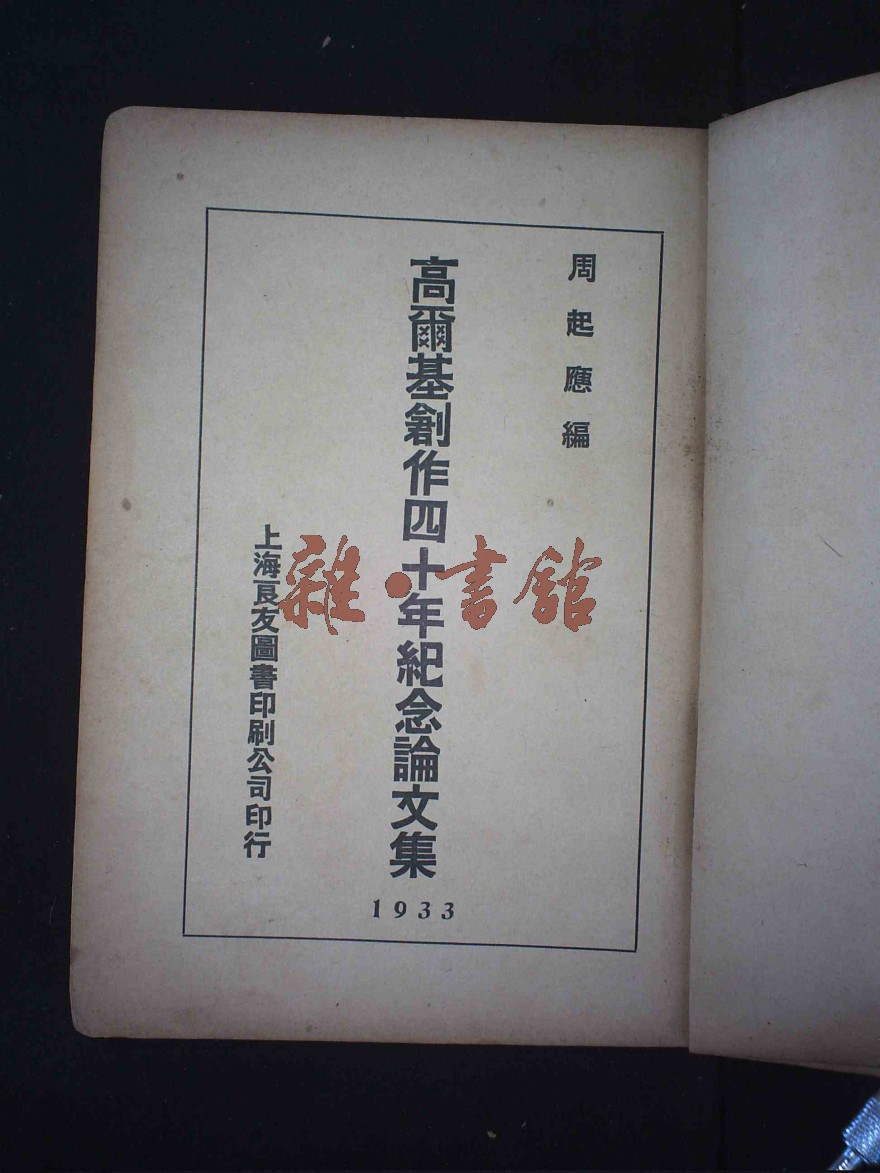 周起應編
高爾基創作四十年紀念論文集
1933
上海良友圖書印刷公司印行
雜·書館